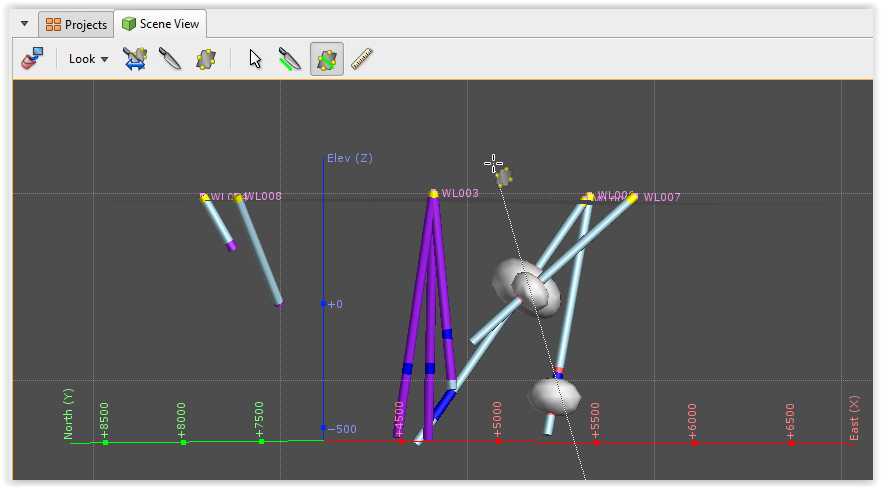 Projects
Scene View
Look
Elev (Z)
WL008
WL003
WL007
+0
-500
North (Y)
+8500
+8000
+7500
+4500
+5000
+5500
+6000
+6500
East (X)